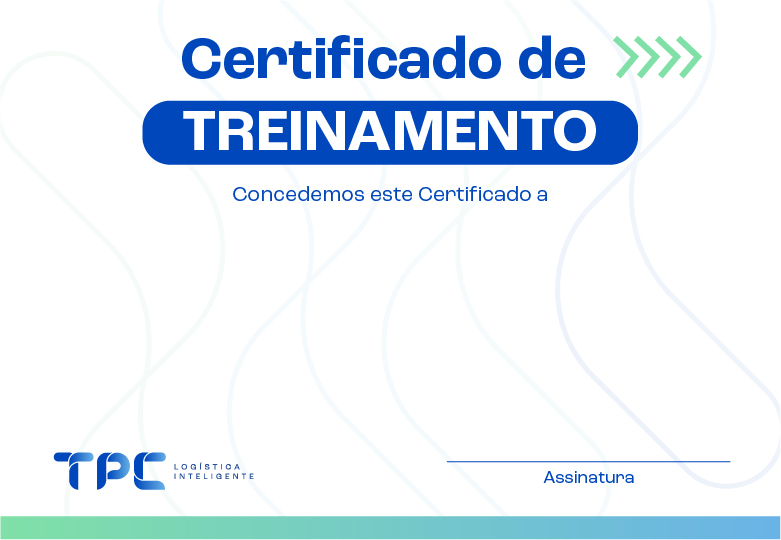 Certificado de
TREINAMENTO
Concedemos este Certificado a
TPC LOGÍSTICA
INTELIGENTE
Assinatura